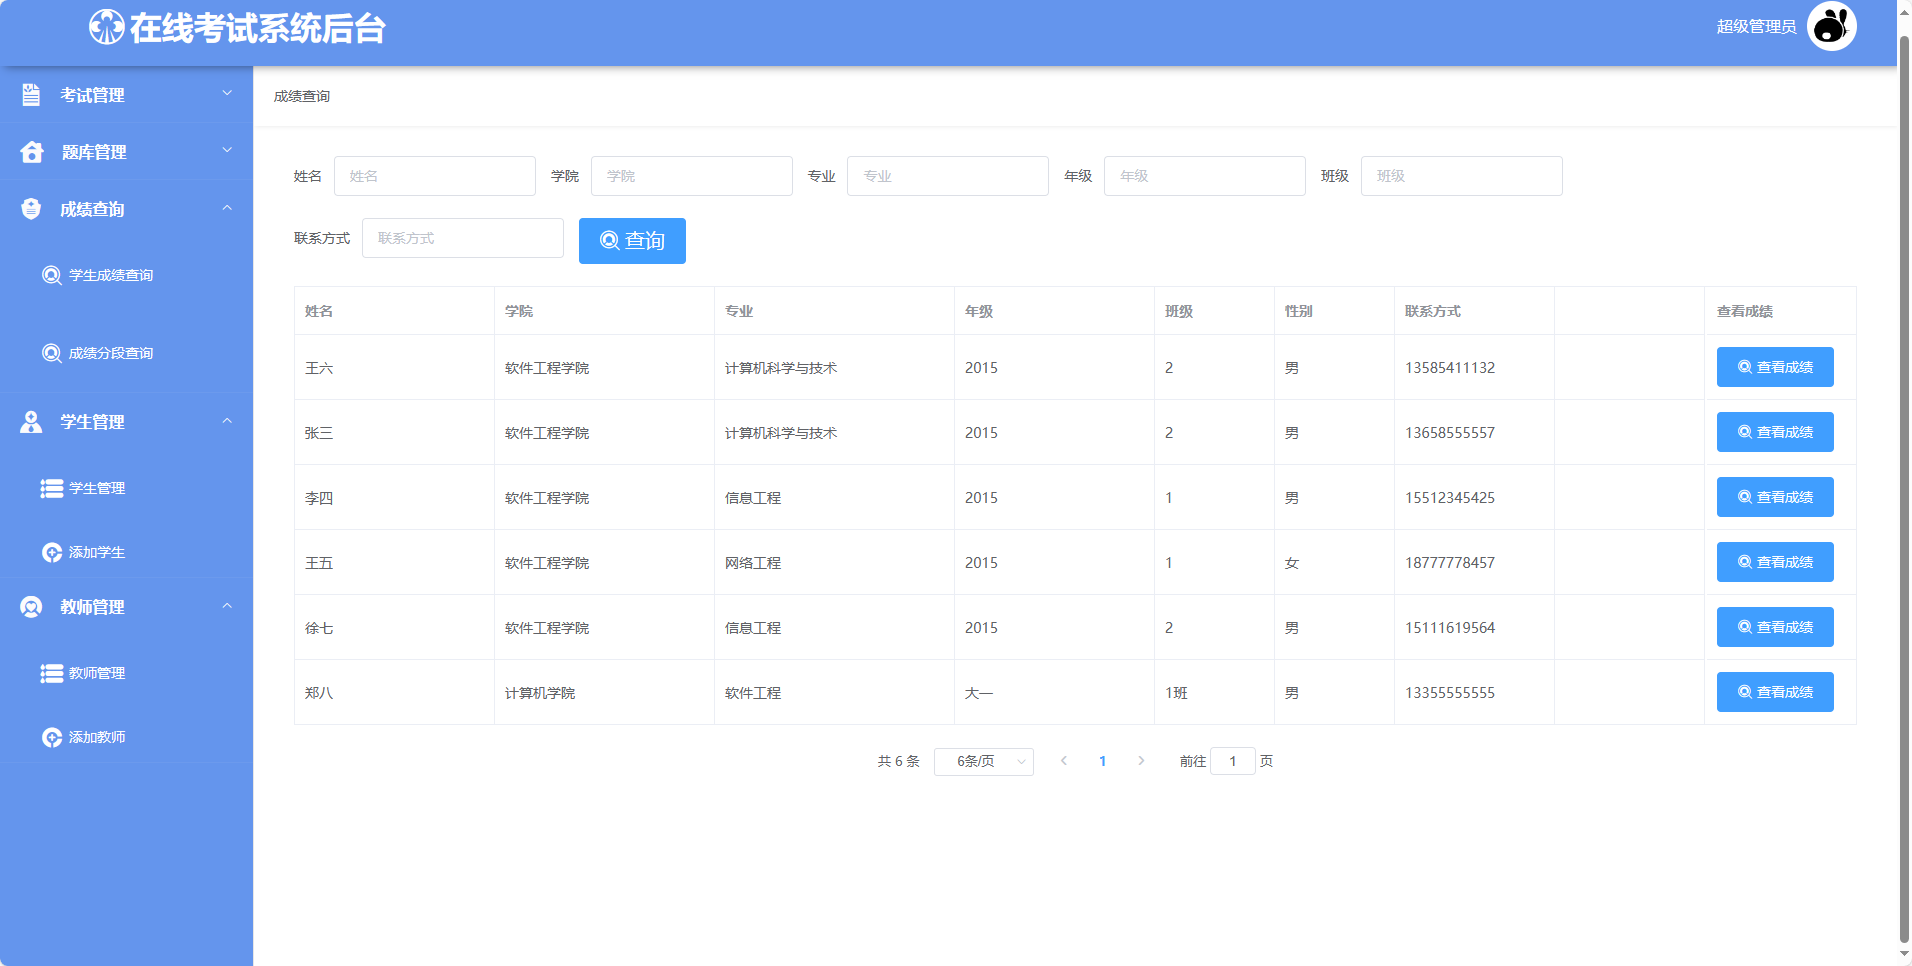 在线考试系统后台
超级管理员
考试管理
题库管理
成绩查询
学生成绩查询
成绩分段查询
学生管理
学生管理
添加学生
教师管理
教师管理
添加教师
成绩查询
姓名 姓名 学院 学院 专业 专业 年级 年级 班级 班级
联系方式 联系方式 查询
姓名 学院 专业 年级 班级 性别 联系方式 查看成绩
王六 软件工程学院 计算机科学与技术 2015 2 男 13585411132 查看成绩
张三 软件工程学院 计算机科学与技术 2015 2 男 13658555557 查看成绩
李四 软件工程学院 信息工程 2015 1 男 15512345425 查看成绩
王五 软件工程学院 网络工程 2015 1 女 18777778457 查看成绩
徐七 软件工程学院 信息工程 2015 2 男 15111619564 查看成绩
郑八 计算机学院 软件工程 大一 1班 男 13355555555 查看成绩
共 6 条 6条/页 1 前往 1 页